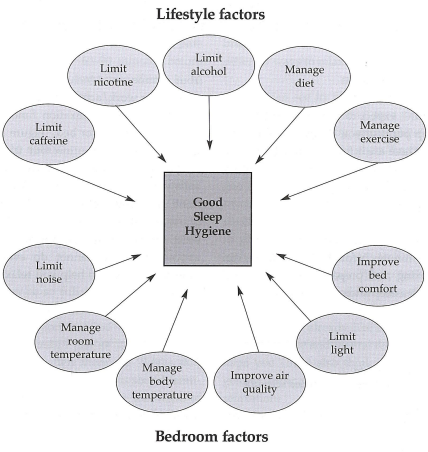 Lifestyle factors
Limit
alcohol
Limit
nicotine
Manage
diet
Limit
caffeine
Manage
exercise
Good
Sleep
Hygiene
Limit
noise
Improve
bed
comfort
Manage
room
temperature
Limit
light
Manage
body
temperature
Improve air
quality
Bedroom factors